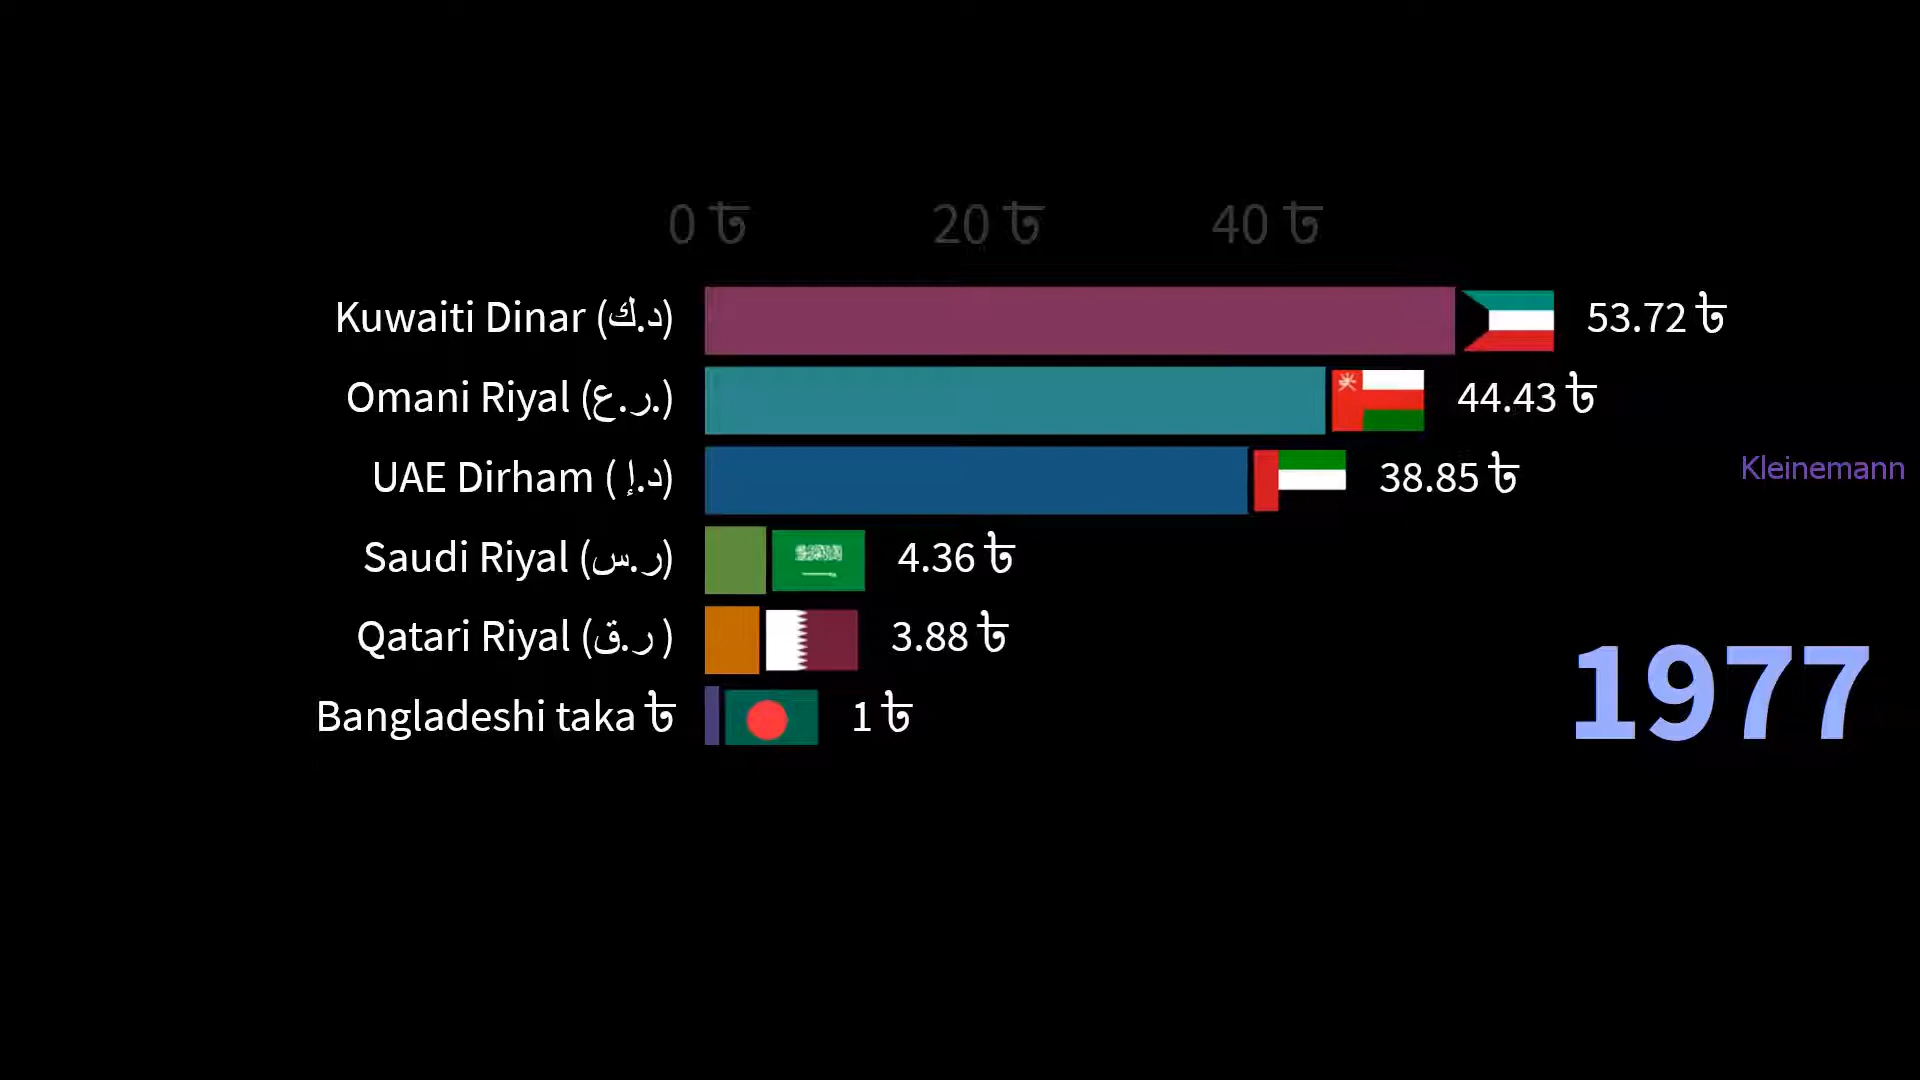 0 ৳ 20 ৳ 40 ৳
Kuwaiti Dinar (د.ك) 53.72 ৳
Omani Riyal (ر.ع.) 44.43 ৳
UAE Dirham ( د.إ) 38.85 ৳
Kleinemann
Saudi Riyal (ر.س) 4.36 ৳
Qatari Riyal (ر.ق ) 3.88 ৳
Bangladeshi taka ৳ 1 ৳
1977